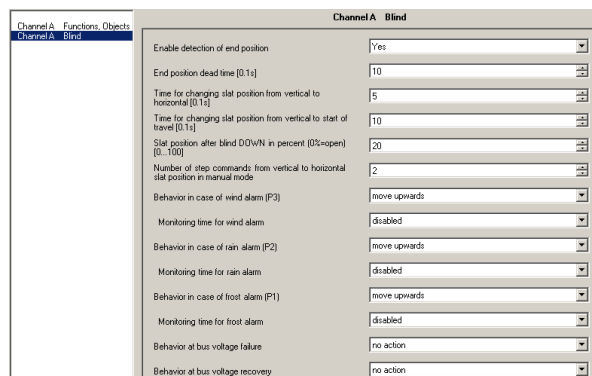 Channel A Blind
Channel A Functions, Objects
Channel A Blind
Enable detection of end position Yes
End position dead time [0.1s] 10
Time for changing slat position from vertical to
horizontal [0.1s] 5
Time for changing slat position from vertical to start of
travel [0.1s] 10
Slat position after blind DOWN in percent (0%=open)
[0...100] 20
Number of step commands from vertical to horizontal
slat position in manual mode 2
Behavior in case of wind alarm (P3) move upwards
Monitoring time for wind alarm disabled
Behavior in case of rain alarm (P2) move upwards
Monitoring time for rain alarm disabled
Behavior in case of frost alarm (P1) move upwards
Monitoring time for frost alarm disabled
Behavior at bus voltage failure no action
Behavior at bus voltage recovery no action